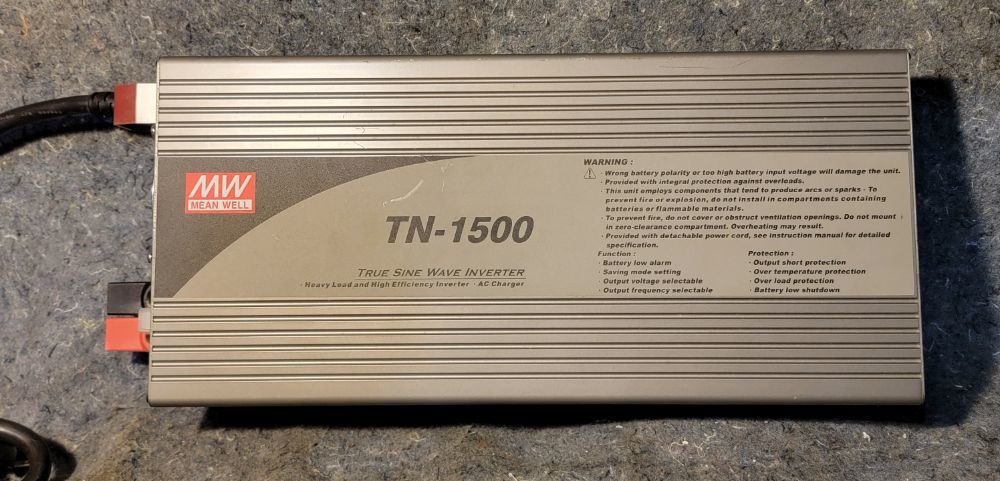 MW
MEAN WELL
TN-1500
TRUE SINE WAVE INVERTER
· Heavy Load and High Efficiency Inverter · AC Charger
WARNING :
· Wrong battery polarity or too high battery input voltage will damage the unit.
· Provided with integral protection against overloads.
· This unit employs components that tend to produce arcs or sparks - To
prevent fire or explosion, do not install in compartments containing
batteries or flammable materials.
· To prevent fire, do not cover or obstruct ventilation openings. Do not mount
in zero-clearance compartment. Overheating may result.
· Provided with detachable power cord, see instruction manual for detailed
specification.
Function :
· Battery low alarm
· Saving mode setting
· Output voltage selectable
· Output frequency selectable
Protection :
· Output short protection
· Over temperature protection
· Over load protection
· Battery low shutdown